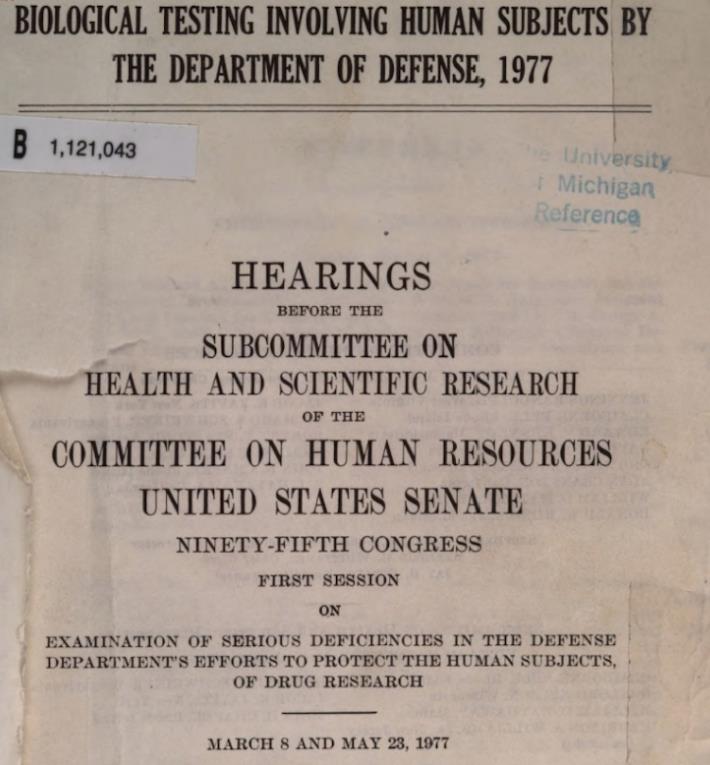 BIOLOGICAL TESTING INVOLVING HUMAN SUBJECTS BY
THE DEPARTMENT OF DEFENSE, 1977
B 1,121,043
University
Michigan
Reference
HEARINGS
BEFORE THE
SUBCOMMITTEE ON
HEALTH AND SCIENTIFIC RESEARCH
OF THE
COMMITTEE ON HUMAN RESOURCES
UNITED STATES SENATE
NINETY-FIFTH CONGRESS
FIRST SESSION
ON
EXAMINATION OF SERIOUS DEFICIENCIES IN THE DEFENSE
DEPARTMENT'S EFFORTS TO PROTECT THE HUMAN SUBJECTS,
OF DRUG RESEARCH
MARCH 8 AND MAY 23, 1977